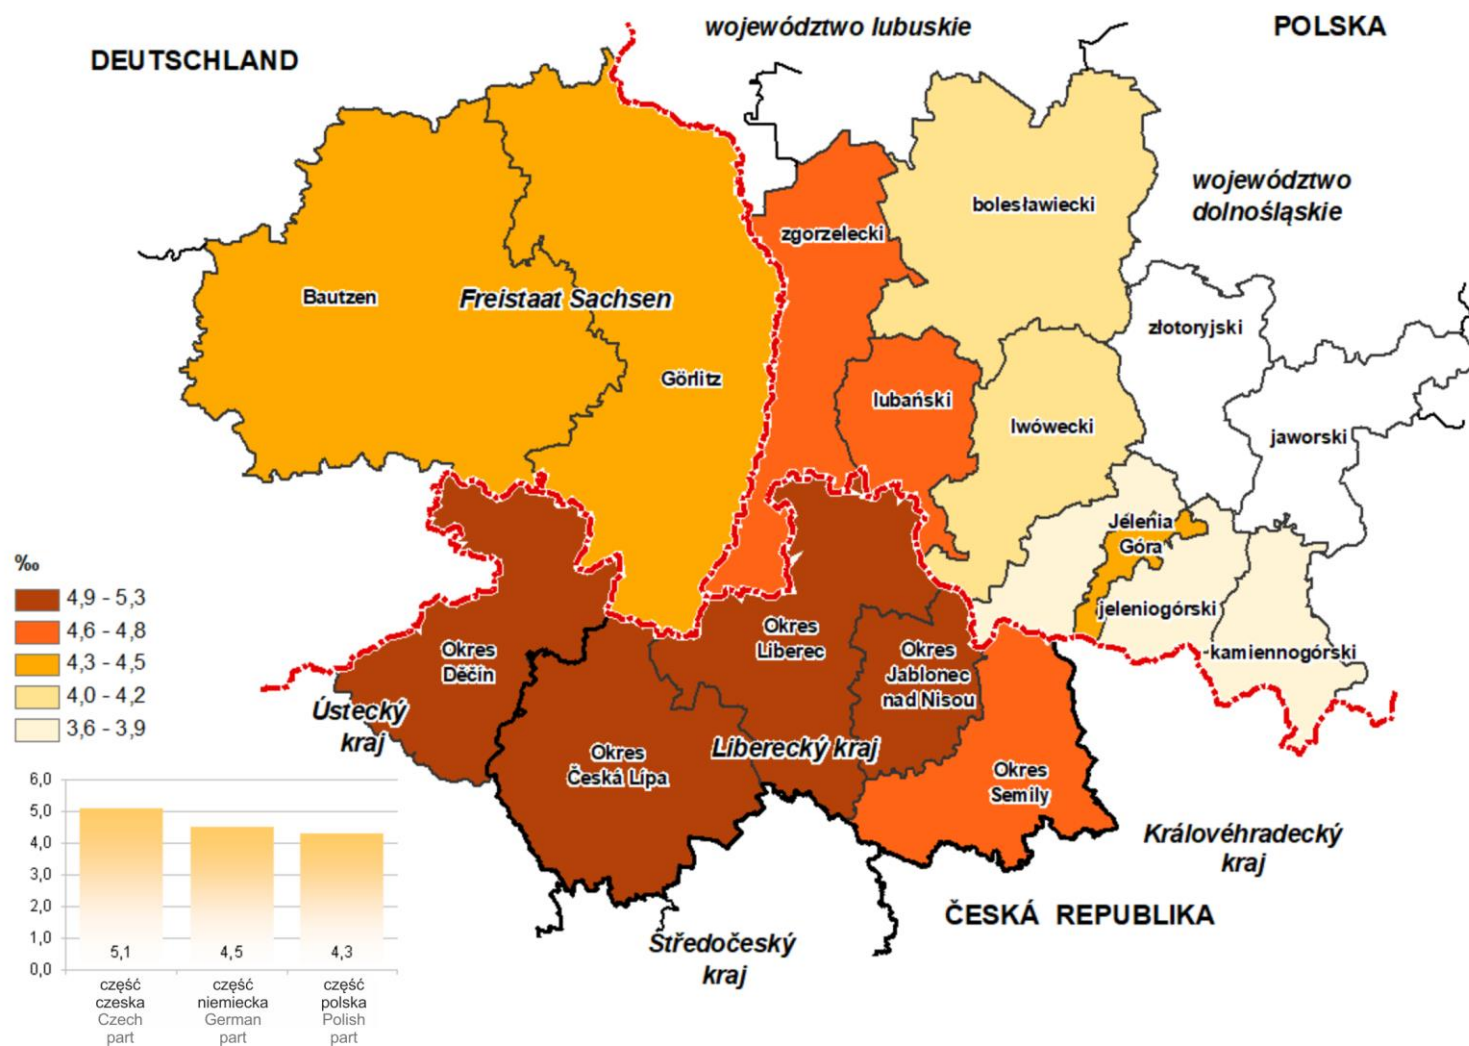 województwo lubuskie
POLSKA
DEUTSCHLAND
województwo
dolnośląskie
bolesławiecki
zgorzelecki
Bautzen
Freistaat Sachsen
złotoryjski
Görlitz
lubański
lwówecki
jaworski
Jelenia
Góra
jeleniogórski
kamiennogórski
‰
4,9 - 5,3
4,6 - 4,8
4,3 - 4,5
4,0 - 4,2
3,6 - 3,9
Okres
Děčín
Okres
Liberec
Okres
Jablonec
nad Nisou
Ústecký
kraj
Okres
Česká Lípa
Liberecký kraj
Okres
Semily
Královéhradecký
kraj
ČESKÁ REPUBLIKA
Středočeský
kraj
6,0
5,0
4,0
3,0
2,0
1,0
0,0
5,1
4,5
4,3
część
czeska
Czech
part
część
niemiecka
German
part
część
polska
Polish
part